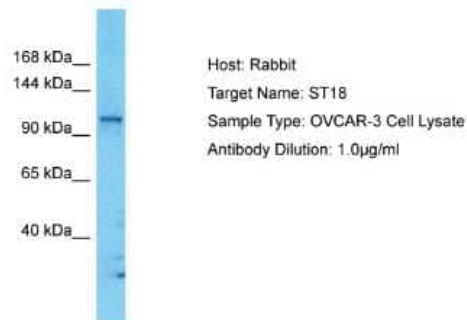 168 kDa__
144 kDa__
90 kDa__
65 kDa__
40 kDa__
Host: Rabbit
Target Name: ST18
Sample Type: OVCAR-3 Cell Lysate
Antibody Dilution: 1.0µg/ml